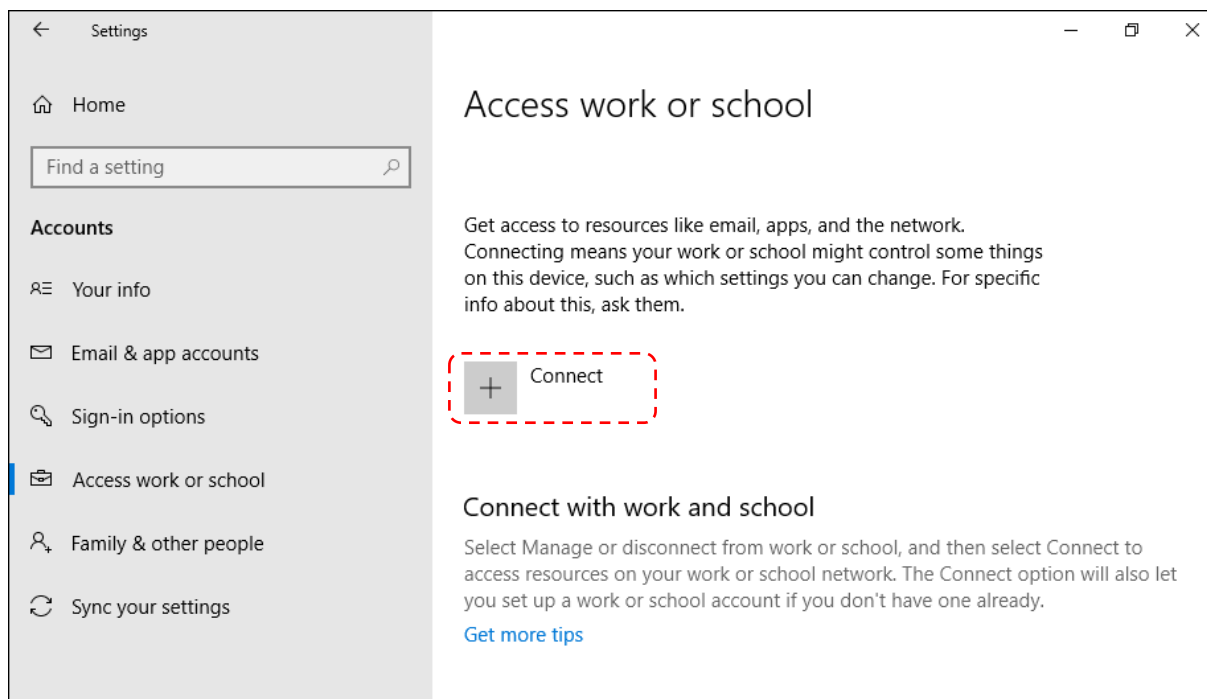 Settings
Home
Find a setting
Accounts
Your info
Email & app accounts
Sign-in options
Access work or school
Family & other people
Sync your settings
Access work or school
Get access to resources like email, apps, and the network.
Connecting means your work or school might control some things
on this device, such as which settings you can change. For specific
info about this, ask them.
Connect
Connect with work and school
Select Manage or disconnect from work or school, and then select Connect to
access resources on your work or school network. The Connect option will also let
you set up a work or school account if you don't have one already.
Get more tips